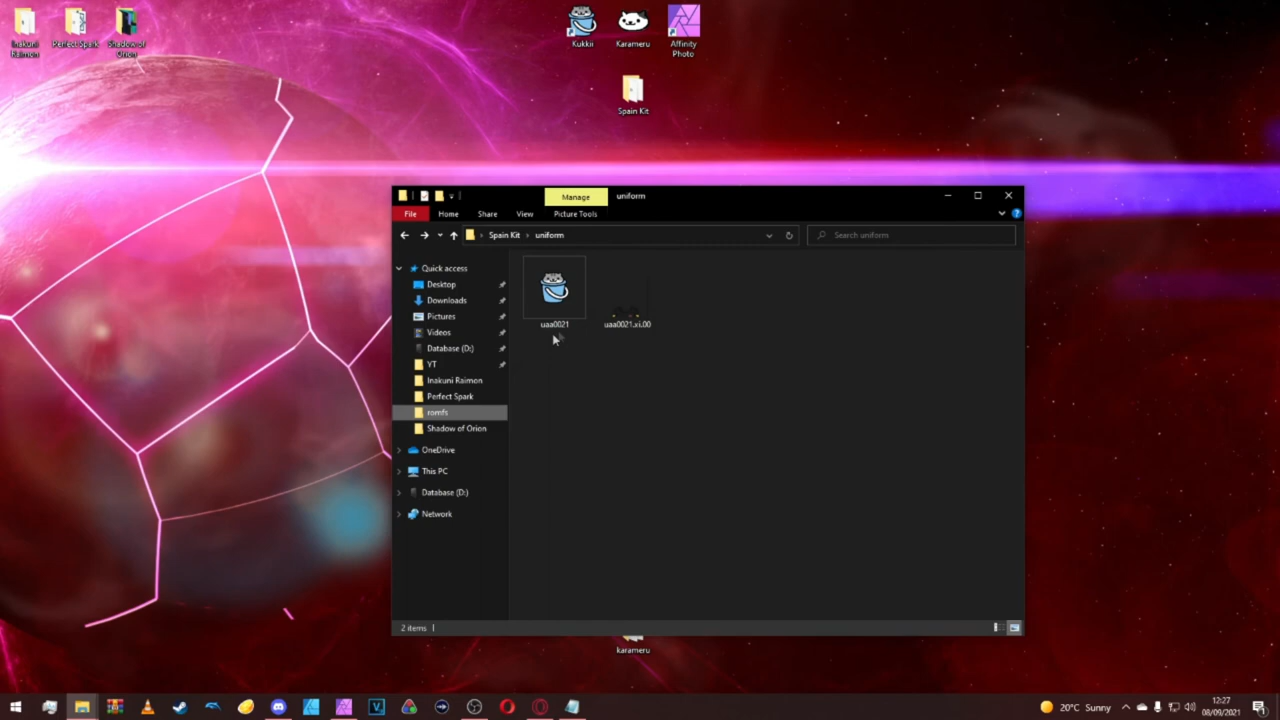 Inakuni
Raimon
Perfect Spark
Shadow of
Orion
Kukkii
Karameru
Affinity
Photo
Spain Kit
Manage
uniform
File
Home
Share
View
Picture Tools
Spain Kit
uniform
Search uniform
Quick access
Desktop
Downloads
Pictures
Videos
Database (D:)
YT
Inakuni Raimon
Perfect Spark
romfs
Shadow of Orion
OneDrive
This PC
Database (D:)
Network
uaa0021
uaa0021.xi.00
2 items
karameru
20°C Sunny
12:27
08/09/2021